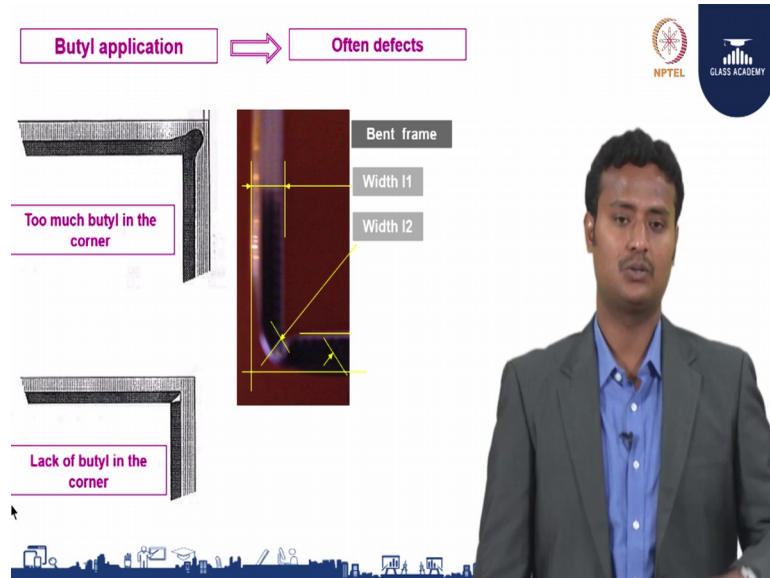 Butyl application
Often defects
NPTEL
GLASS ACADEMY
Bent frame
Width l1
Width l2
Too much butyl in the
corner
Lack of butyl in the
corner